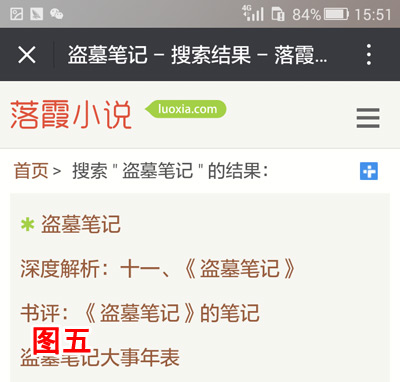 4G 84% 15:51
盗墓笔记 – 搜索结果 – 落霞...
落霞小说 luoxia.com
首页 > 搜索 " 盗墓笔记 " 的结果：
盗墓笔记
深度解析：十一、《 盗墓笔记 》
书评：《 盗墓笔记 》的笔记
图五
盗墓笔记大事年表